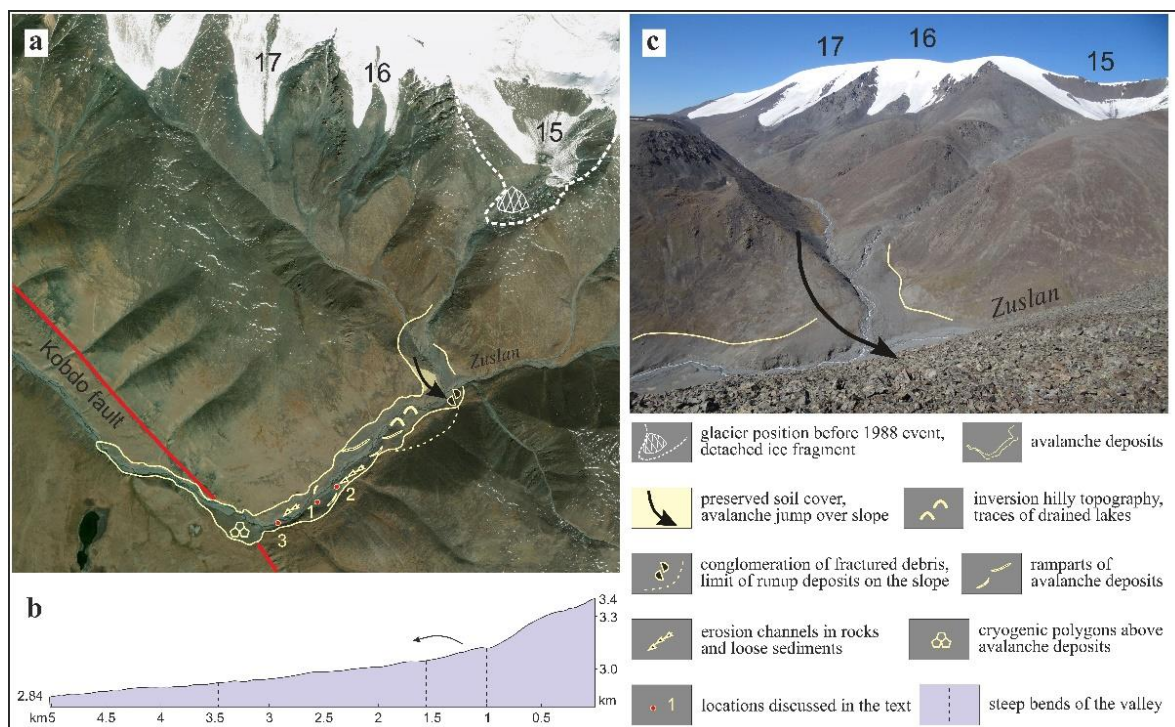 a
17
16
15
Zuslan
Kobdo fault
1
2
3
c
17
16
15
Zuslan
b
3.4
3.3
3.0
km
2.84
km5
4.5
4
3.5
3
2.5
2
1.5
1
0.5
glacier position before 1988 event,
detached ice fragment
avalanche deposits
preserved soil cover,
avalanche jump over slope
inversion hilly topography,
traces of drained lakes
conglomeration of fractured debris,
limit of runup deposits on the slope
ramparts of
avalanche deposits
erosion channels in rocks
and loose sediments
cryogenic polygons above
avalanche deposits
1
locations discussed in the text
steep bends of the valley